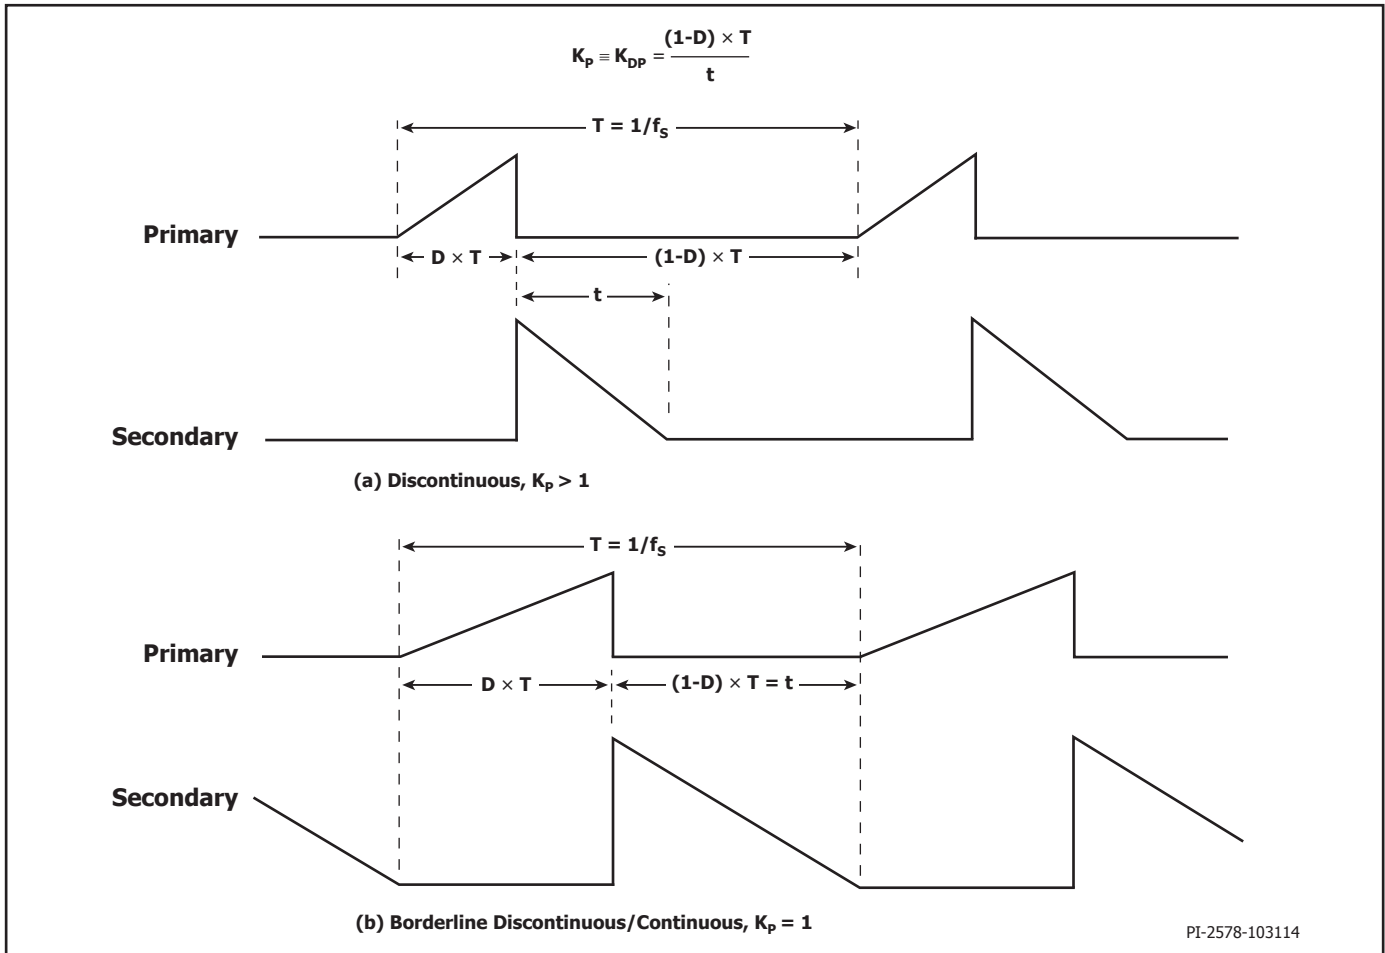 K_P ≡ K_DP = (1-D) × T / t
T = 1/f_S
Primary
D × T
(1-D) × T
t
Secondary
(a) Discontinuous, K_P > 1
T = 1/f_S
Primary
D × T
(1-D) × T = t
Secondary
(b) Borderline Discontinuous/Continuous, K_P = 1
PI-2578-103114